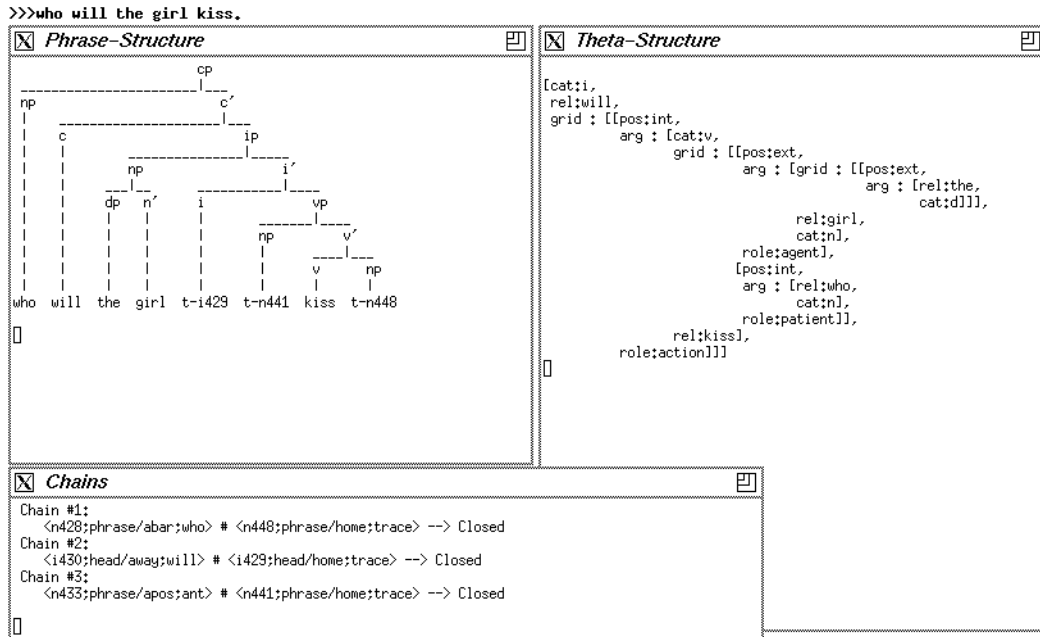 >>>who will the girl kiss.
Phrase-Structure
cp
np c'
c ip
np i'
dp n' i vp
np v'
v np
who will the girl t-i429 t-n441 kiss t-n448
Theta-Structure
[cat:i,
rel:will,
grid : [[pos:int,
arg : [cat:v,
grid : [[pos:ext,
arg : [grid : [[pos:ext,
arg : [rel:the,
cat:d]]],
rel:girl,
cat:n],
role:agent],
[pos:int,
arg : [rel:who,
cat:n],
role:patient]],
rel:kiss],
role:action]]]
Chains
Chain #1:
<n428;phrase/abar;who> # <n448;phrase/home;trace> --> Closed
Chain #2:
<i430;head/away;will> # <i429;head/home;trace> --> Closed
Chain #3:
<n433;phrase/apos;ant> # <n441;phrase/home;trace> --> Closed